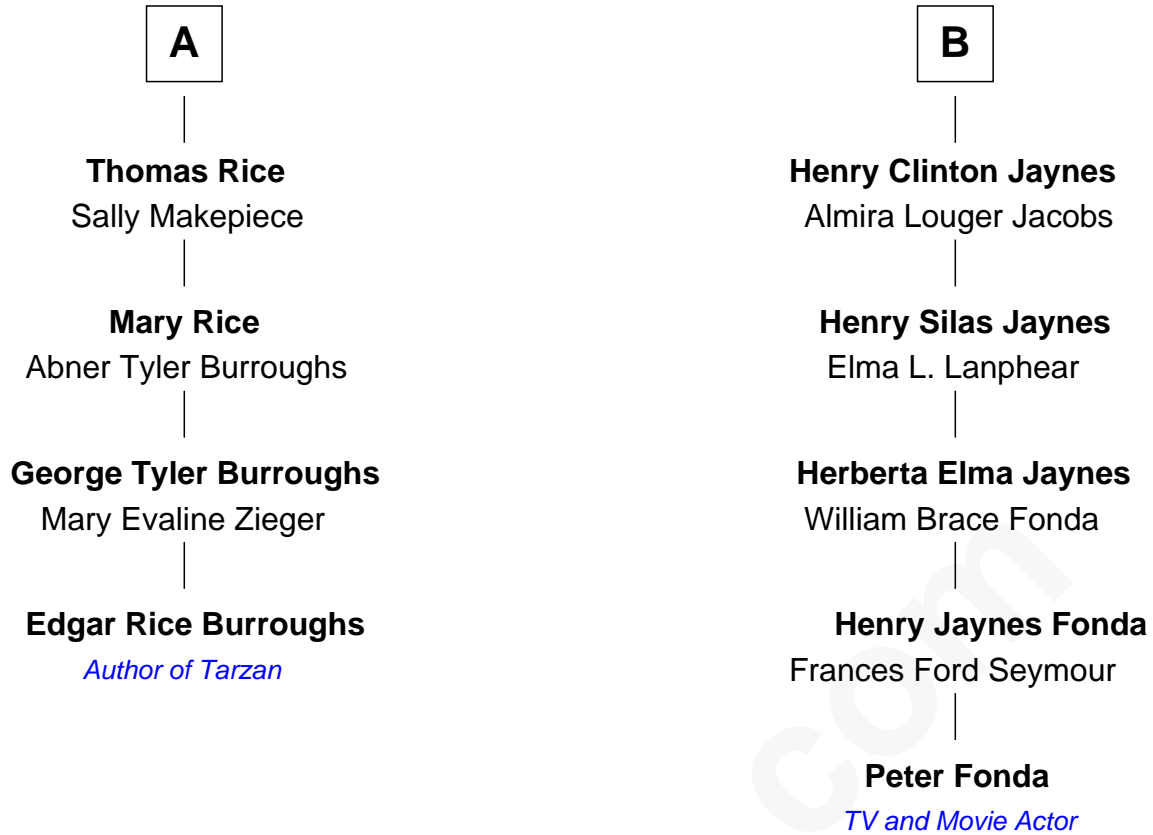 A
Thomas Rice
Sally Makepiece
Mary Rice
Abner Tyler Burroughs
George Tyler Burroughs
Mary Evaline Zieger
Edgar Rice Burroughs
Author of Tarzan
B
Henry Clinton Jaynes
Almira Louger Jacobs
Henry Silas Jaynes
Elma L. Lanphear
Herberta Elma Jaynes
William Brace Fonda
Henry Jaynes Fonda
Frances Ford Seymour
Peter Fonda
TV and Movie Actor
com